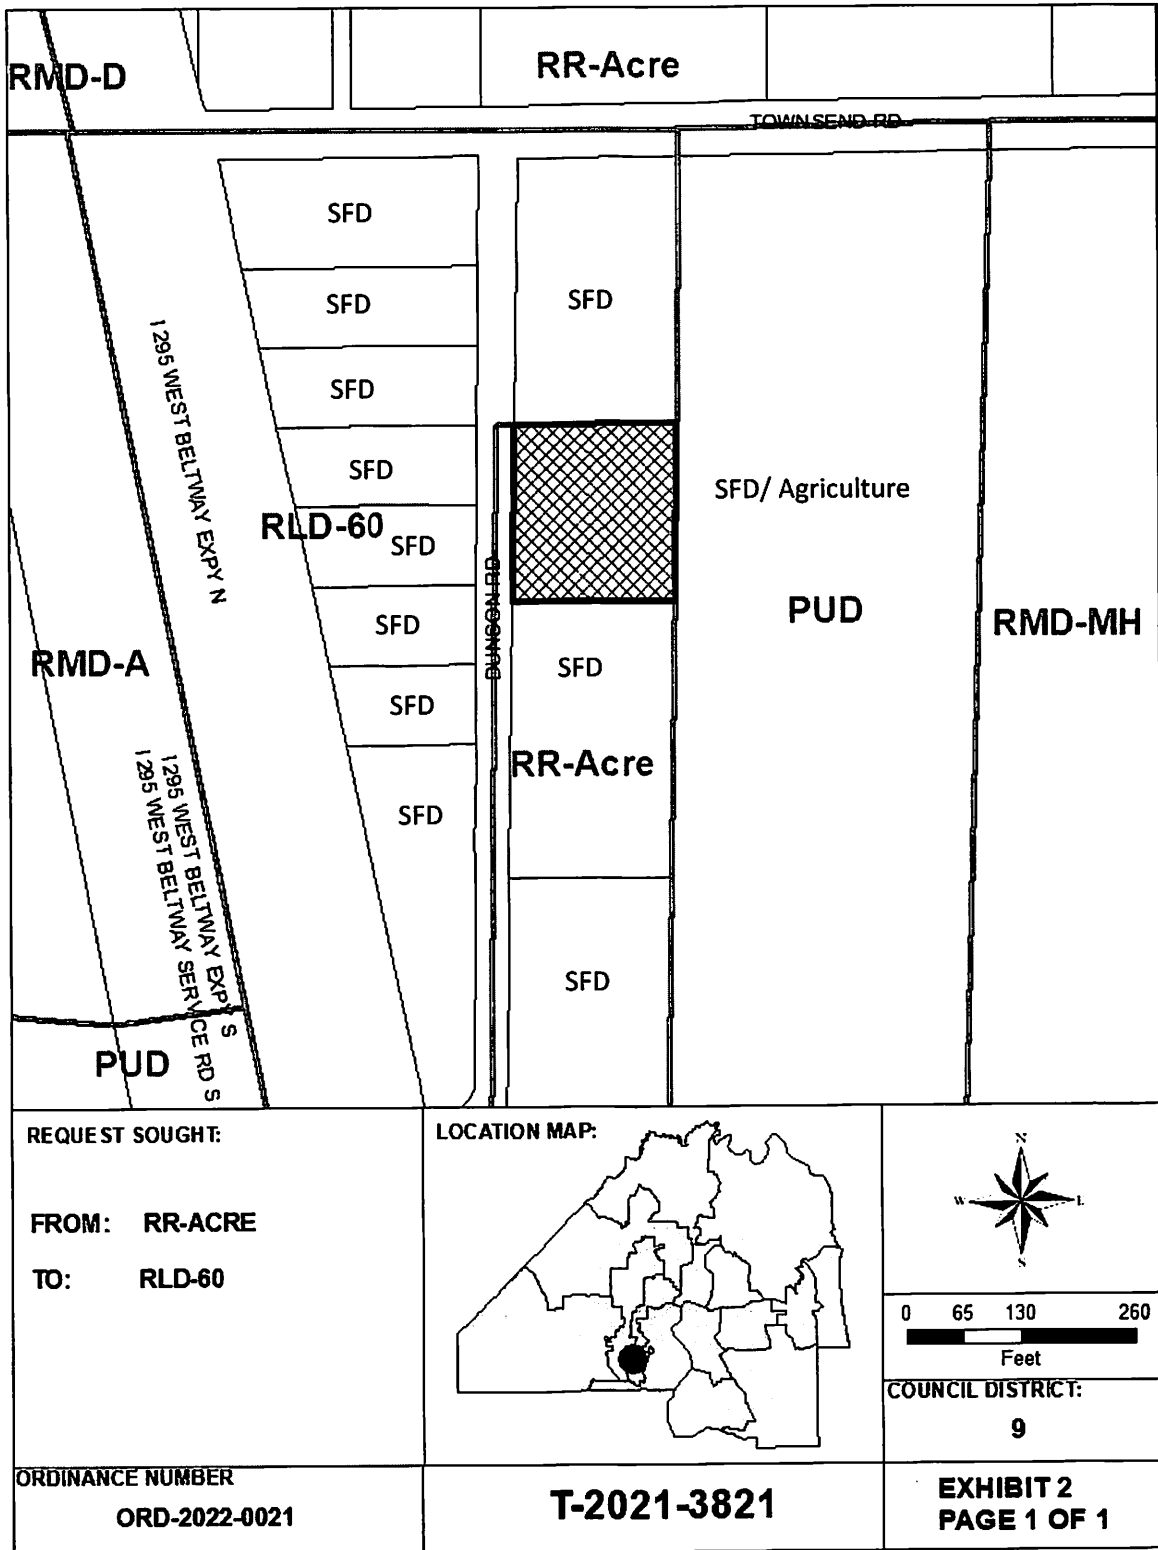 RMD-D
RR-Acre
TOWNSEND RD
SFD
SFD
SFD
SFD
I 295 WEST BELTWAY EXPY N
SFD
SFD/ Agriculture
RLD-60
SFD
DUNSON RD
PUD
RMD-MH
SFD
RMD-A
SFD
SFD
RR-Acre
I 295 WEST BELTWAY EXPY S
I 295 WEST BELTWAY SERVICE RD S
SFD
SFD
PUD
REQUEST SOUGHT:
FROM: RR-ACRE
TO: RLD-60
LOCATION MAP:
N
W
S
0 65 130 260
Feet
COUNCIL DISTRICT:
9
ORDINANCE NUMBER
ORD-2022-0021
T-2021-3821
EXHIBIT 2
PAGE 1 OF 1